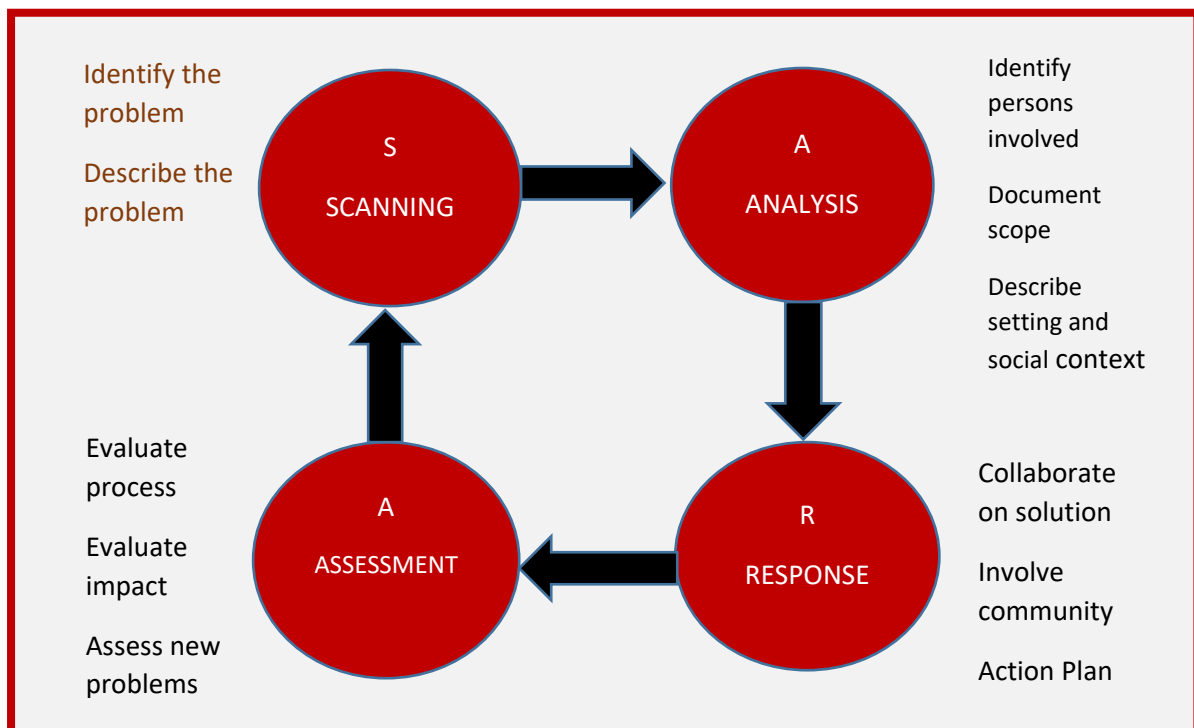 Identify the
problem
Describe the
problem
S
SCANNING
A
ANALYSIS
Identify
persons
involved
Document
scope
Describe
setting and
social context
Evaluate
process
Evaluate
impact
Assess new
problems
A
ASSESSMENT
R
RESPONSE
Collaborate
on solution
Involve
community
Action Plan